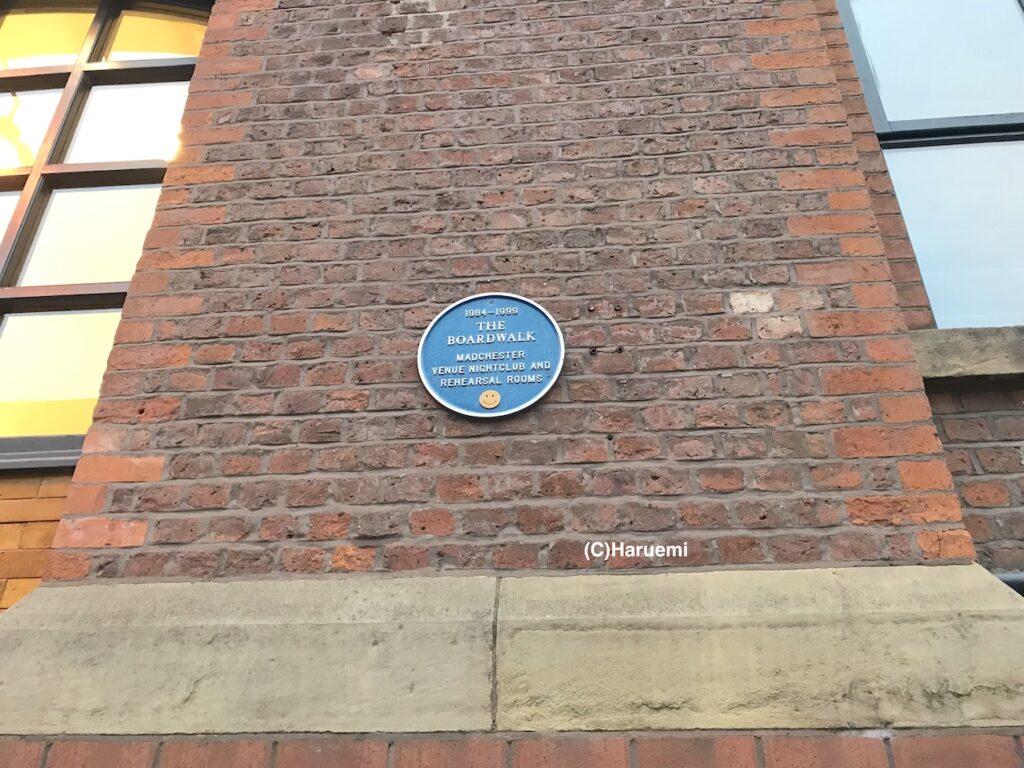 1984–1999
THE
BOARDWALK
MADCHESTER
VENUE NIGHTCLUB AND
REHEARSAL ROOMS
(C)Haruemi